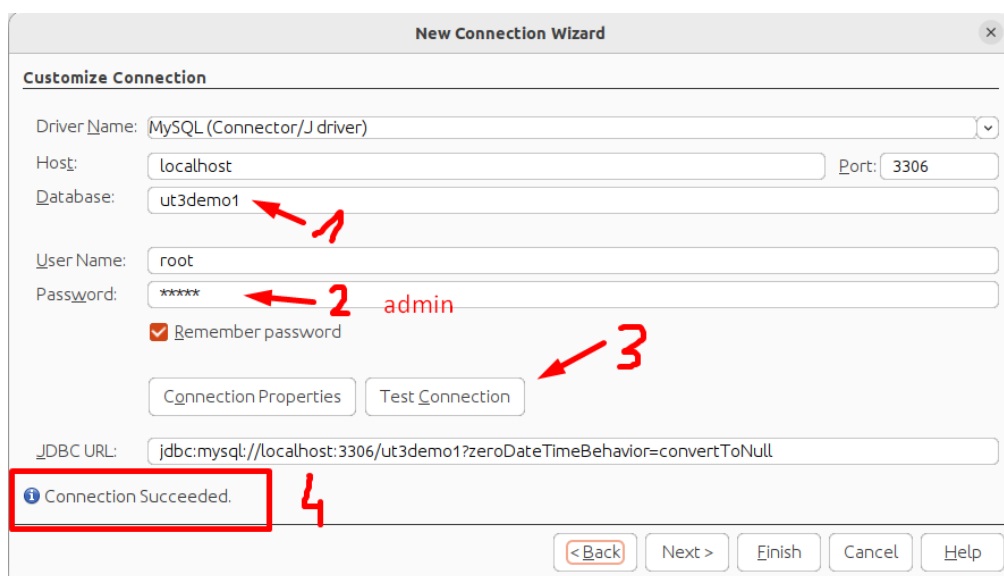 New Connection Wizard
Customize Connection
Driver Name: MySQL (Connector/J driver)
Host: localhost Port: 3306
Database: ut3demo1
1
User Name: root
Password: ***** 2 admin
Remember password
3
Connection Properties Test Connection
JDBC URL: jdbc:mysql://localhost:3306/ut3demo1?zeroDateTimeBehavior=convertToNull
Connection Succeeded. 4
< Back Next > Finish Cancel Help